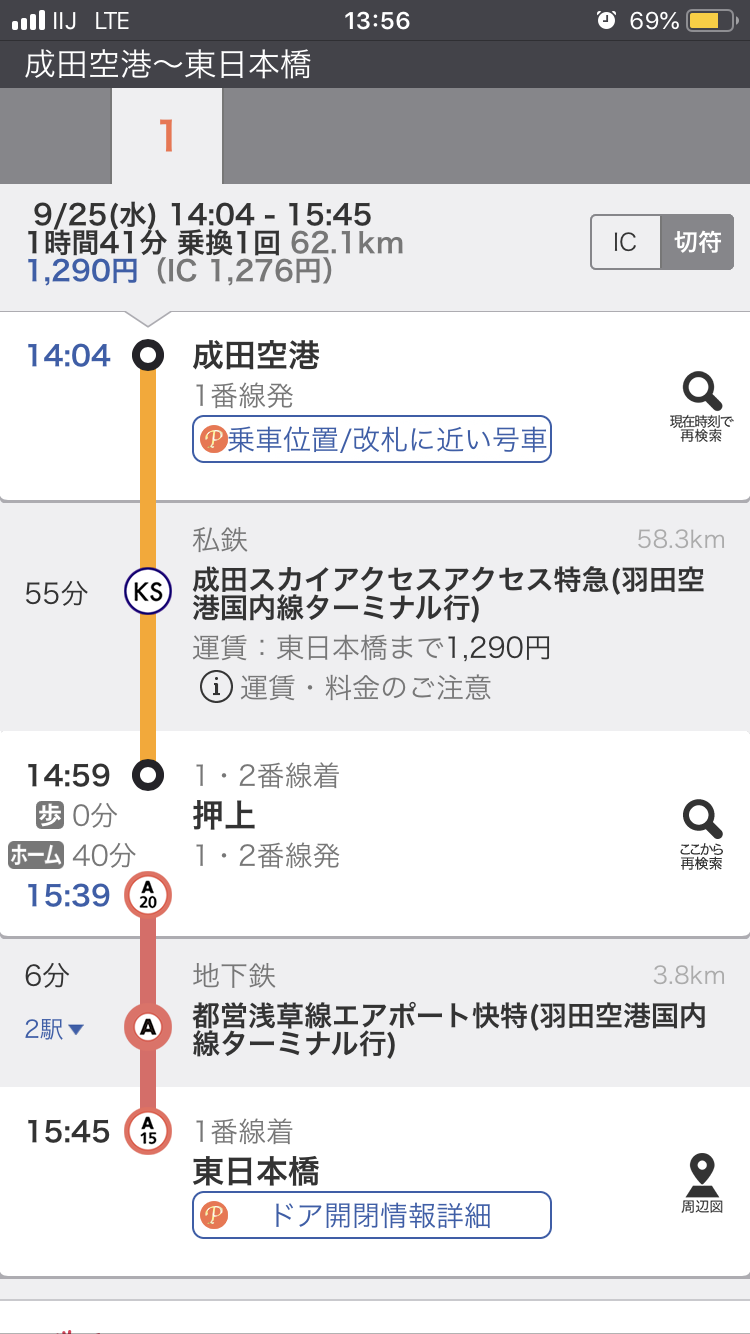 IIJ LTE 13:56 69%
成田空港〜東日本橋
1
9/25(水) 14:04 - 15:45
1時間41分 乗換1回 62.1km
1,290円 (IC 1,276円)
IC 切符
14:04 成田空港
1番線発
P乗車位置/改札に近い号車
現在時刻で
再検索
私鉄 58.3km
55分 KS 成田スカイアクセスアクセス特急(羽田空
港国内線ターミナル行)
運賃:東日本橋まで1,290円
i 運賃・料金のご注意
14:59 1・2番線着
歩 0分 押上
ホーム 40分 1・2番線発
ここから
再検索
15:39 A
20
6分 地下鉄 3.8km
2駅▼ A 都営浅草線エアポート快特(羽田空港国内
線ターミナル行)
15:45 A
15 1番線着
東日本橋
P ドア開閉情報詳細
周辺図